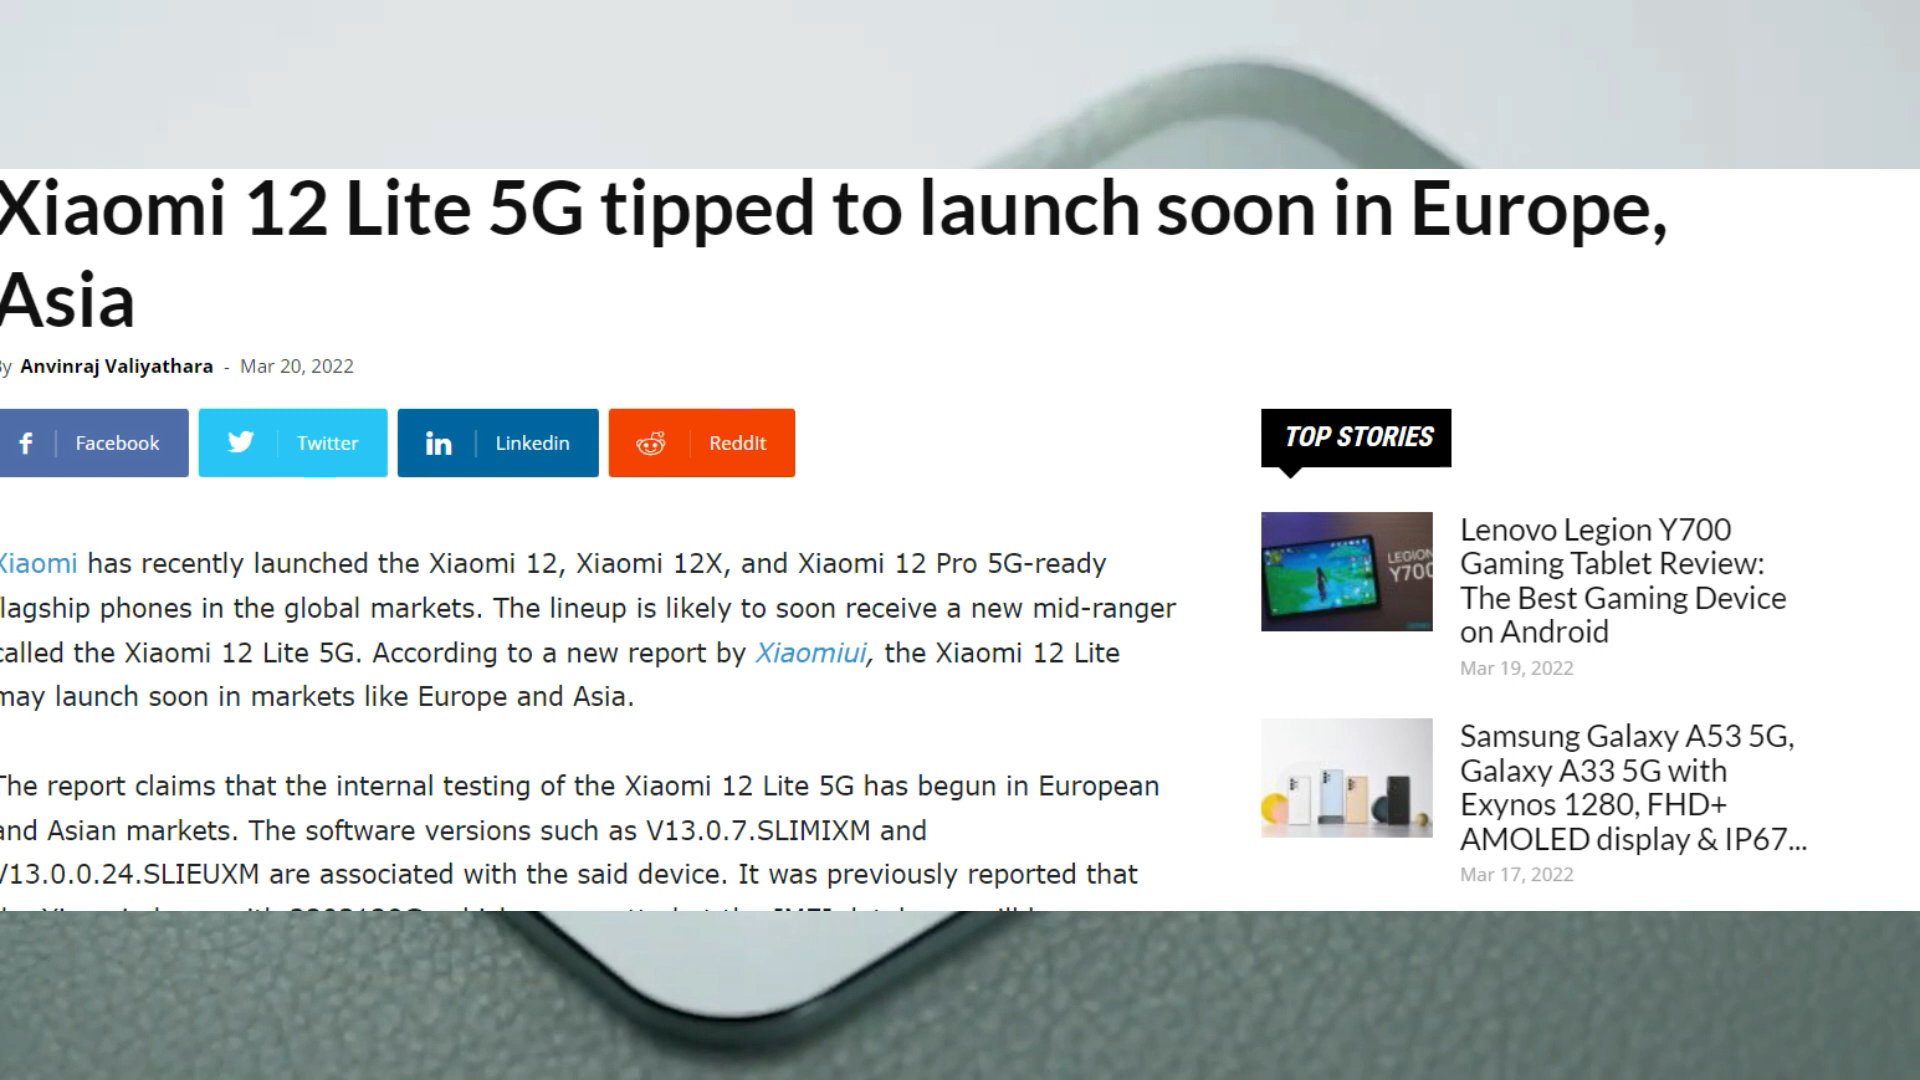 Xiaomi 12 Lite 5G tipped to launch soon in Europe,
Asia
By Anvinraj Valiyathara - Mar 20, 2022
Facebook
Twitter
Linkedin
ReddIt
Xiaomi has recently launched the Xiaomi 12, Xiaomi 12X, and Xiaomi 12 Pro 5G-ready
flagship phones in the global markets. The lineup is likely to soon receive a new mid-ranger
called the Xiaomi 12 Lite 5G. According to a new report by Xiaomiui, the Xiaomi 12 Lite
may launch soon in markets like Europe and Asia.
The report claims that the internal testing of the Xiaomi 12 Lite 5G has begun in European
and Asian markets. The software versions such as V13.0.7.SLIMIXM and
V13.0.0.24.SLIEUXM are associated with the said device. It was previously reported that
TOP STORIES
LEGION
Y700
Lenovo Legion Y700
Gaming Tablet Review:
The Best Gaming Device
on Android
Mar 19, 2022
Samsung Galaxy A53 5G,
Galaxy A33 5G with
Exynos 1280, FHD+
AMOLED display & IP67...
Mar 17, 2022